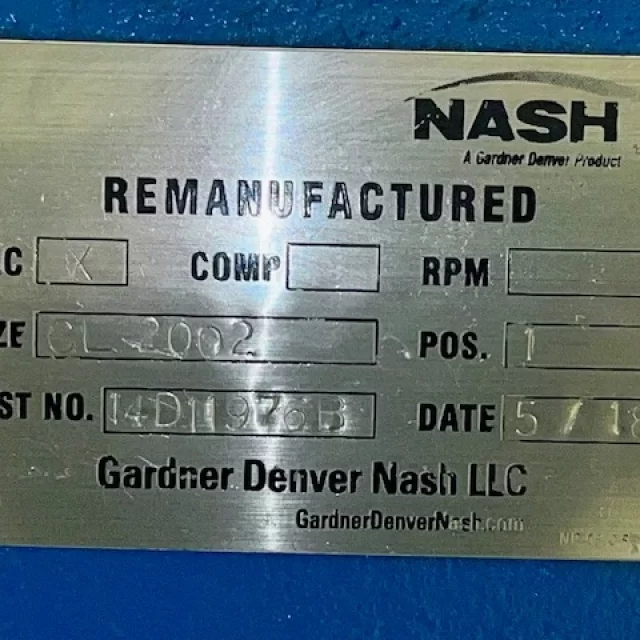 NASH
A Gardner Denver Product
REMANUFACTURED
C X COMP RPM
ZE CL 2002 POS. 1
ST NO. 14D11976B DATE 5/18
Gardner Denver Nash LLC
GardnerDenverNash.com